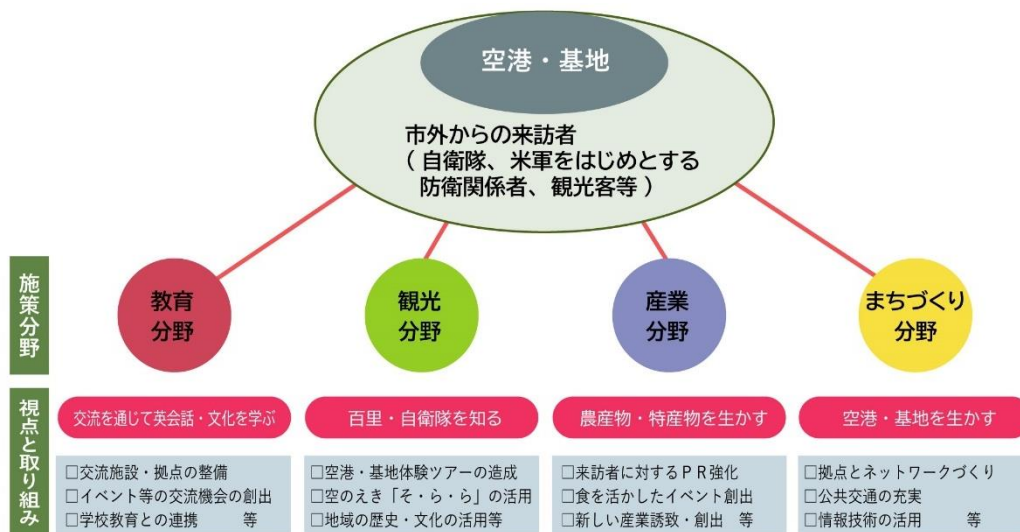 空港・基地
市外からの来訪者
（自衛隊、米軍をはじめとする
防衛関係者、観光客等）
施策分野
教育
分野
観光
分野
産業
分野
まちづくり
分野
視点と取り組み
交流を通じて英会話・文化を学ぶ
□交流施設・拠点の整備
□イベント等の交流機会の創出
□学校教育との連携　等
百里・自衛隊を知る
□空港・基地体験ツアーの造成
□空のえき「そ・ら・ら」の活用
□地域の歴史・文化の活用等
農産物・特産物を生かす
□来訪者に対するＰＲ強化
□食を活かしたイベント創出
□新しい産業誘致・創出　等
空港・基地を生かす
□拠点とネットワークづくり
□公共交通の充実
□情報技術の活用　等